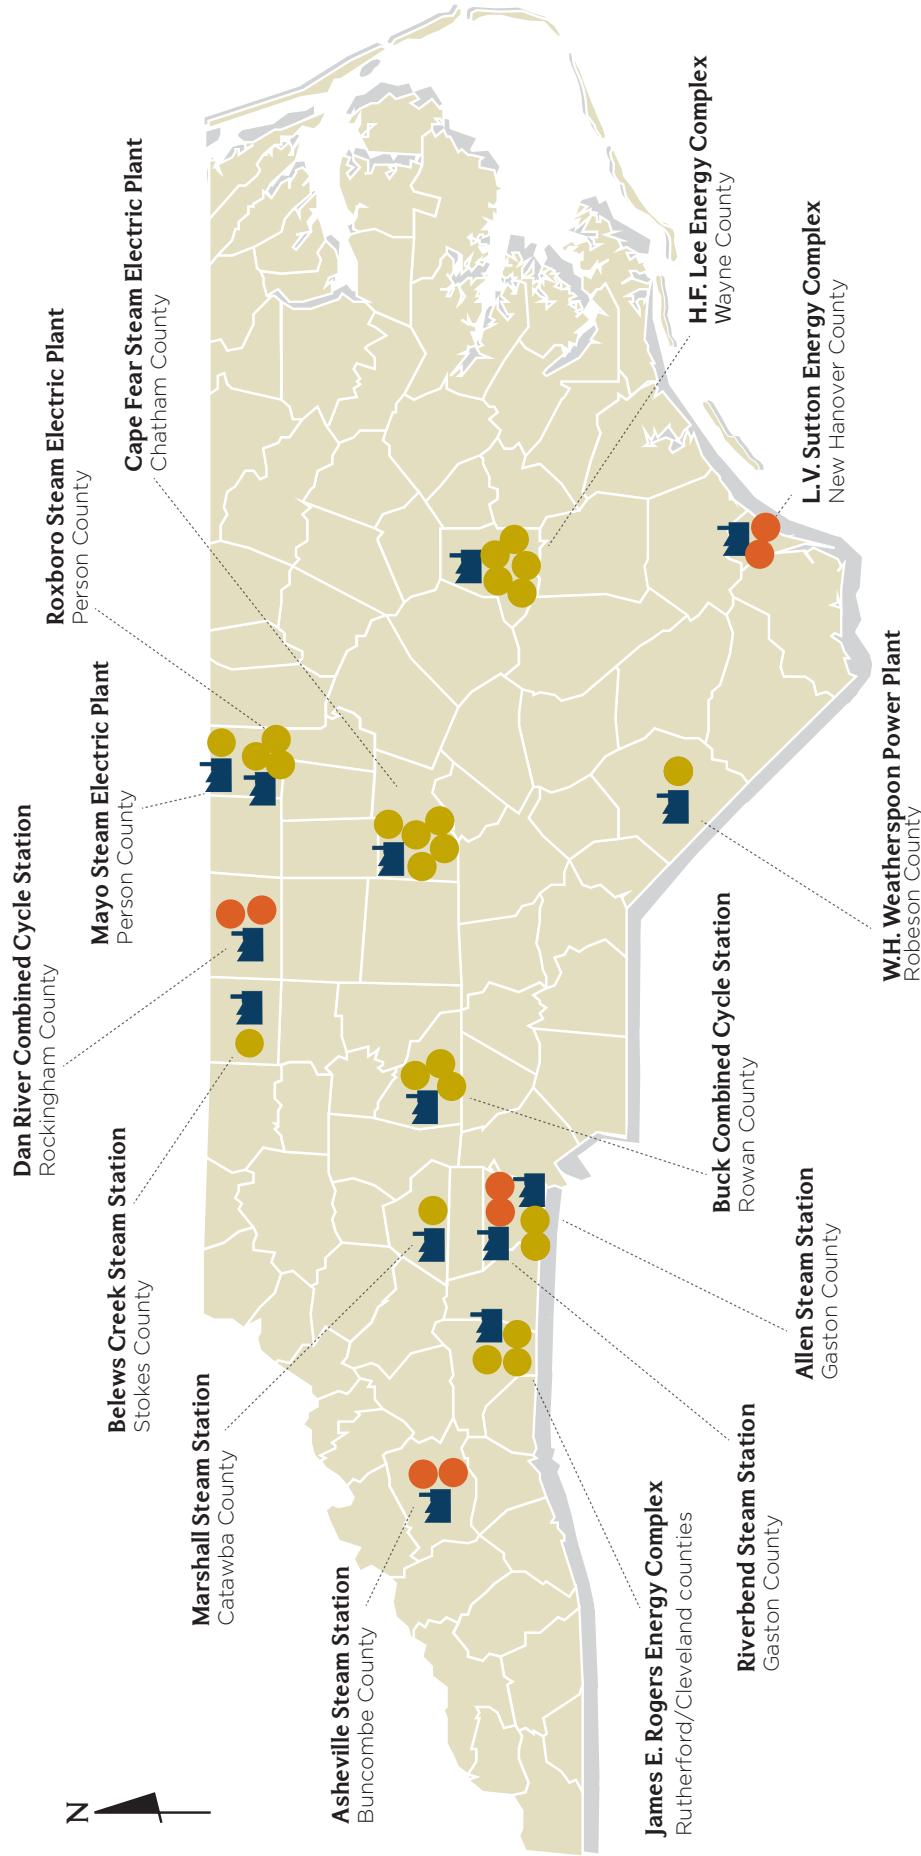 N
Asheville Steam Station
Buncombe County
Marshall Steam Station
Catawba County
Belews Creek Steam Station
Stokes County
Dan River Combined Cycle Station
Rockingham County
Mayo Steam Electric Plant
Person County
Roxboro Steam Electric Plant
Person County
Cape Fear Steam Electric Plant
Chatham County
H.F. Lee Energy Complex
Wayne County
L.V. Sutton Energy Complex
New Hanover County
W.H. Weatherspoon Power Plant
Robeson County
Buck Combined Cycle Station
Rowan County
Allen Steam Station
Gaston County
Riverbend Steam Station
Gaston County
James E. Rogers Energy Complex
Rutherford/Cleveland counties